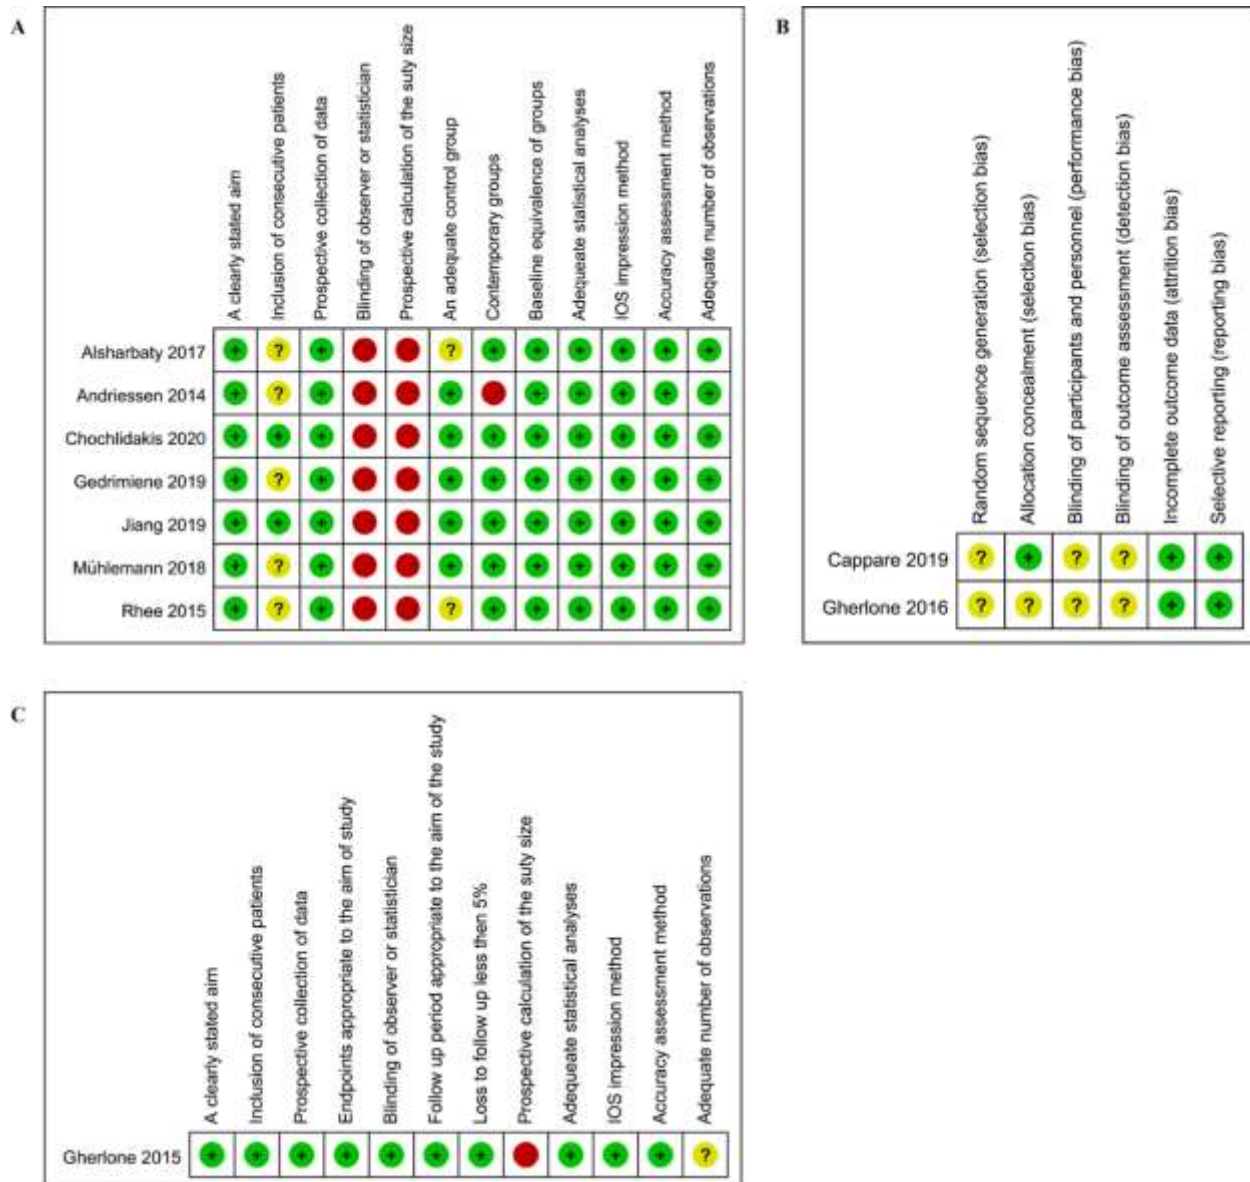 A
A clearly stated aim
Inclusion of consecutive patients
Prospective collection of data
Blinding of observer or statistician
Prospective calculation of the suty size
An adequate control group
Contemporary groups
Baseline equivalence of groups
Adequeate statistical analyses
IOS impression method
Accuracy assessment method
Adequate number of observations
Alsharbaty 2017 + ? + ? + + + + + +
Andriessen 2014 + ? + + + + + + +
Chochlidakis 2020 + + + + + + + + + +
Gedrimiene 2019 + ? + + + + + + + +
Jiang 2019 + + + + + + + + + +
Mühlemann 2018 + ? + + + + + + + +
Rhee 2015 + ? + ? + + + + + +
B
Random sequence generation (selection bias)
Allocation concealment (selection bias)
Blinding of participants and personnel (performance bias)
Blinding of outcome assessment (detection bias)
Incomplete outcome data (attrition bias)
Selective reporting (reporting bias)
Cappare 2019 ? + ? ? + +
Gherlone 2016 ? ? ? ? + +
C
A clearly stated aim
Inclusion of consecutive patients
Prospective collection of data
Endpoints appropriate to the aim of study
Blinding of observer or statistician
Follow up period appropriate to the aim of the study
Loss to follow up less then 5%
Prospective calculation of the suty size
Adequeate statistical analyses
IOS impression method
Accuracy assessment method
Adequate number of observations
Gherlone 2015 + + + + + + + + + + ?